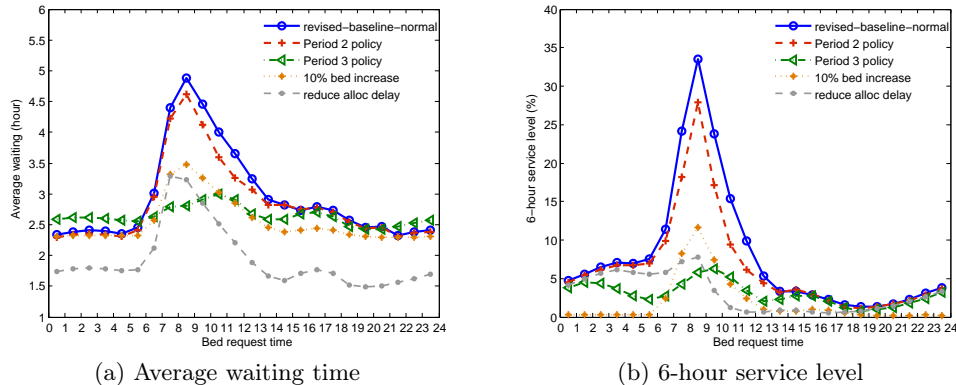 6
5.5
5
4.5
4
3.5
3
2.5
2
1.5
1
Average waiting (hour)
revised-baseline-normal
Period 2 policy
Period 3 policy
10% bed increase
reduce alloc delay
0 1 2 3 4 5 6 7 8 9 10 11 12 13 14 15 16 17 18 19 20 21 22 23 24
Bed request time
(a) Average waiting time
40
35
30
25
20
15
10
5
0
6-hour service level (%)
revised-baseline-normal
Period 2 policy
Period 3 policy
10% bed increase
reduce alloc delay
0 1 2 3 4 5 6 7 8 9 10 11 12 13 14 15 16 17 18 19 20 21 22 23 24
Bed request time
(b) 6-hour service level